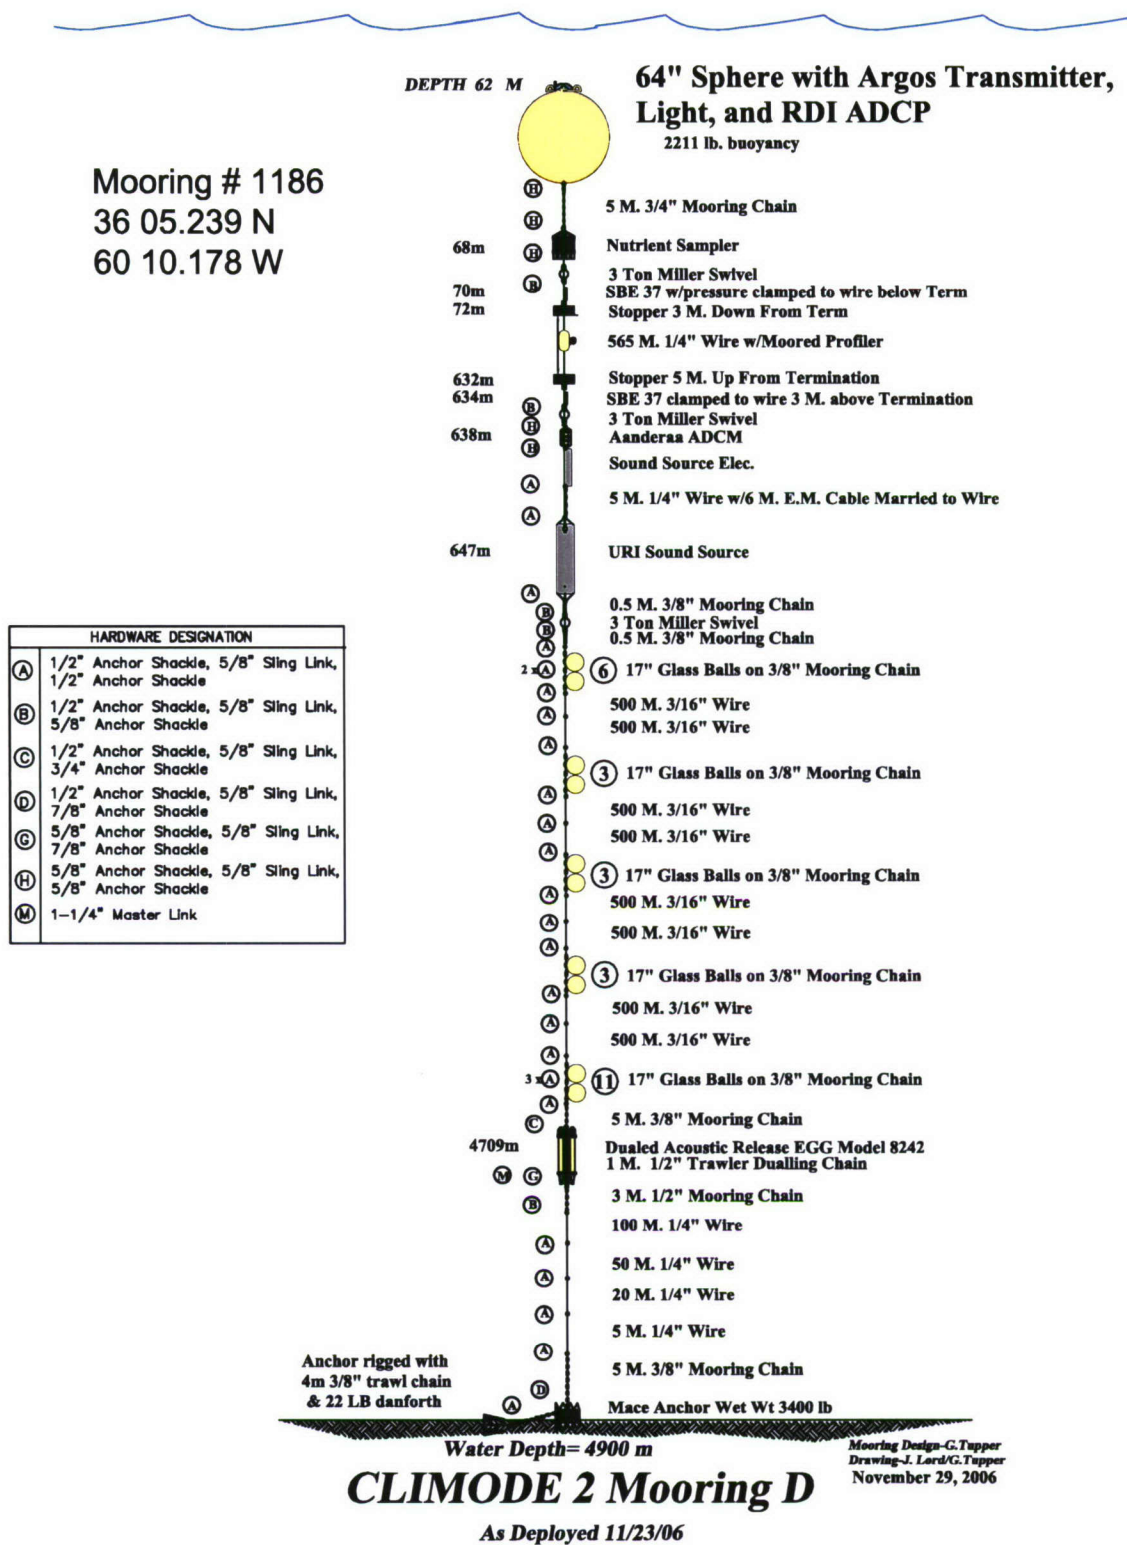 DEPTH 62 M
64" Sphere with Argos Transmitter,
Light, and RDI ADCP
2211 lb. buoyancy
Mooring # 1186
36 05.239 N
60 10.178 W
H
5 M. 3/4" Mooring Chain
H
68m
H
Nutrient Sampler
3 Ton Miller Swivel
B
70m
SBE 37 w/pressure clamped to wire below Term
72m
Stopper 3 M. Down From Term
565 M. 1/4" Wire w/Moored Profiler
632m
Stopper 5 M. Up From Termination
634m
SBE 37 clamped to wire 3 M. above Termination
B
3 Ton Miller Swivel
H
638m
Aanderaa ADCM
H
Sound Source Elec.
A
5 M. 1/4" Wire w/6 M. E.M. Cable Married to Wire
A
647m
URI Sound Source
A
0.5 M. 3/8" Mooring Chain
B
3 Ton Miller Swivel
B
0.5 M. 3/8" Mooring Chain
A
2 x A
6 17" Glass Balls on 3/8" Mooring Chain
A
500 M. 3/16" Wire
A
500 M. 3/16" Wire
A
3 17" Glass Balls on 3/8" Mooring Chain
A
500 M. 3/16" Wire
A
500 M. 3/16" Wire
A
3 17" Glass Balls on 3/8" Mooring Chain
A
500 M. 3/16" Wire
A
500 M. 3/16" Wire
A
3 17" Glass Balls on 3/8" Mooring Chain
A
500 M. 3/16" Wire
A
500 M. 3/16" Wire
A
3 x A
11 17" Glass Balls on 3/8" Mooring Chain
A
5 M. 3/8" Mooring Chain
C
4709m
Dualed Acoustic Release EGG Model 8242
1 M. 1/2" Trawler Dualling Chain
M G
3 M. 1/2" Mooring Chain
B
100 M. 1/4" Wire
A
50 M. 1/4" Wire
A
20 M. 1/4" Wire
A
5 M. 1/4" Wire
A
5 M. 3/8" Mooring Chain
D
A
Mace Anchor Wet Wt 3400 lb
HARDWARE DESIGNATION
A 1/2" Anchor Shackle, 5/8" Sling Link,
1/2" Anchor Shackle
B 1/2" Anchor Shackle, 5/8" Sling Link,
5/8" Anchor Shackle
C 1/2" Anchor Shackle, 5/8" Sling Link,
3/4" Anchor Shackle
D 1/2" Anchor Shackle, 5/8" Sling Link,
7/8" Anchor Shackle
G 5/8" Anchor Shackle, 5/8" Sling Link,
7/8" Anchor Shackle
H 5/8" Anchor Shackle, 5/8" Sling Link,
5/8" Anchor Shackle
M 1-1/4" Master Link
Anchor rigged with
4m 3/8" trawl chain
& 22 LB danforth
Water Depth= 4900 m
Mooring Design-G.Tupper
Drawing-J. Lord/G.Tupper
November 29, 2006
CLIMODE 2 Mooring D
As Deployed 11/23/06